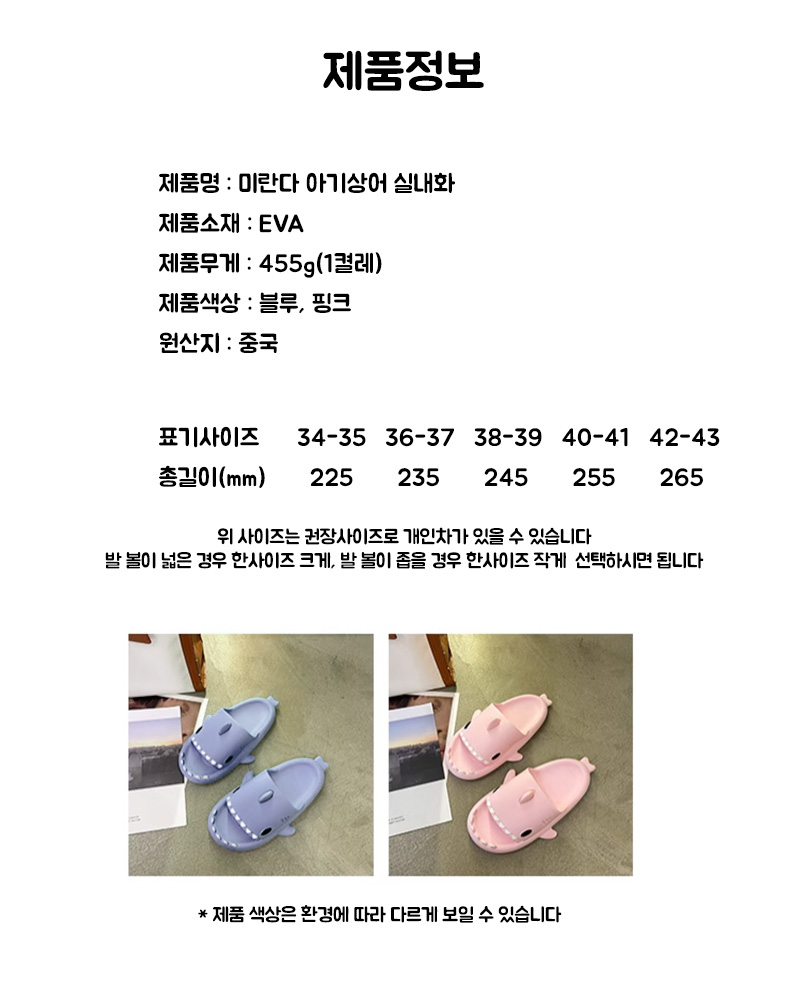 제품정보
제품명 : 미란다 아기상어 실내화
제품소재 : EVA
제품무게 : 455g(1켤레)
제품색상 : 블루, 핑크
원산지 : 중국
표기사이즈 34-35 36-37 38-39 40-41 42-43
총길이(mm) 225 235 245 255 265
위 사이즈는 권장사이즈로 개인차가 있을 수 있습니다
발 볼이 넓은 경우 한사이즈 크게, 발 볼이 좁을 경우 한사이즈 작게 선택하시면 됩니다
* 제품 색상은 환경에 따라 다르게 보일 수 있습니다